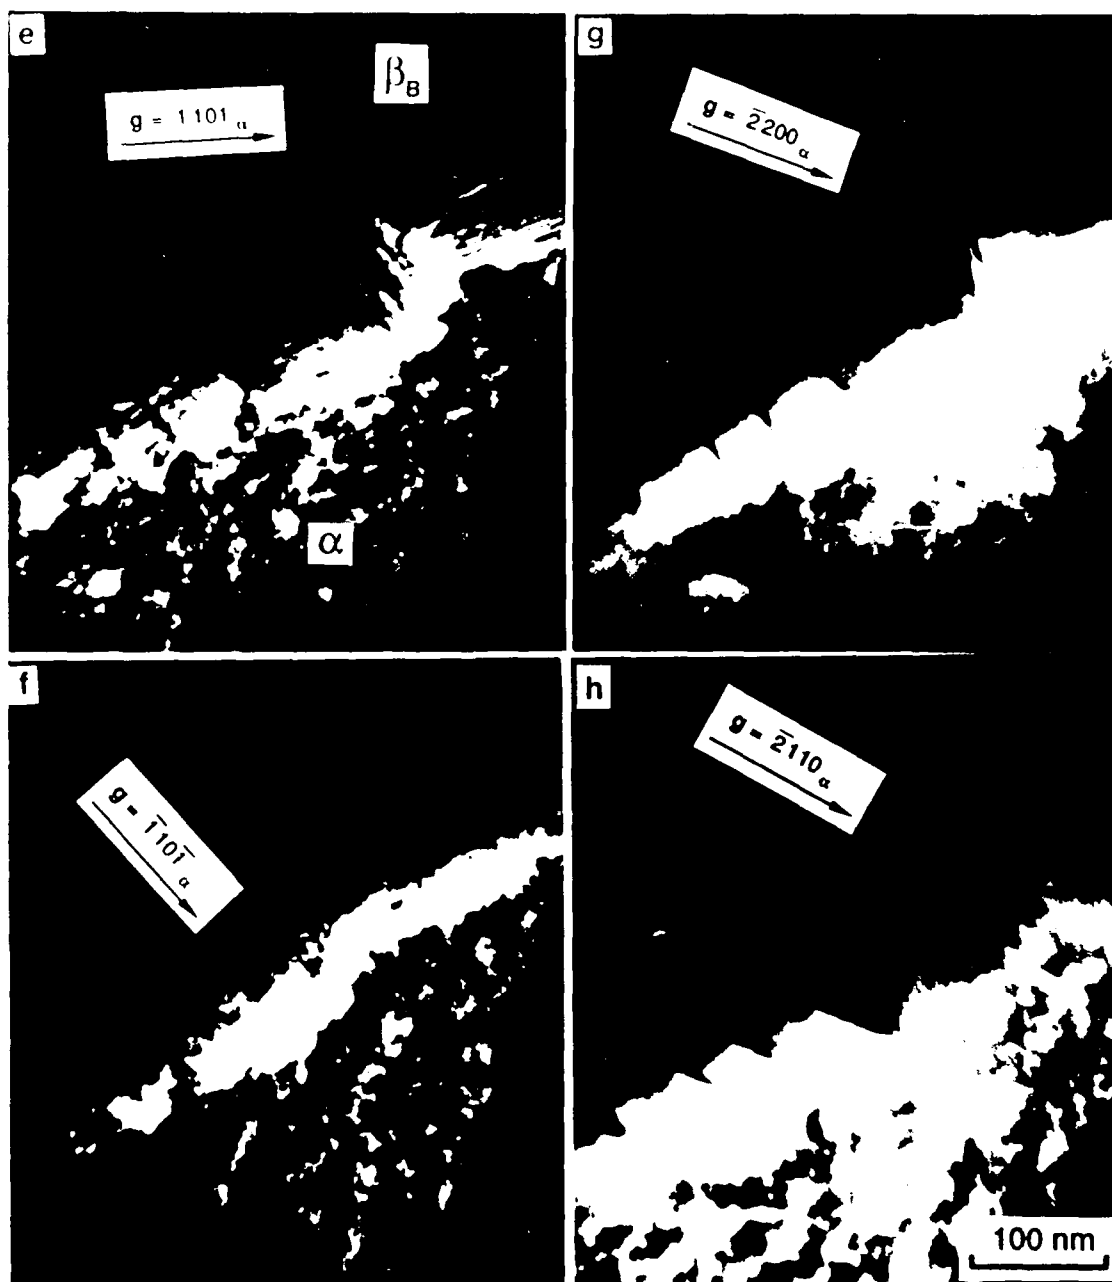 e
β_B
g = 1101_α
α
g
g = 2̅200_α
f
g = 1̅101̅_α
h
g = 2̅110_α
100 nm